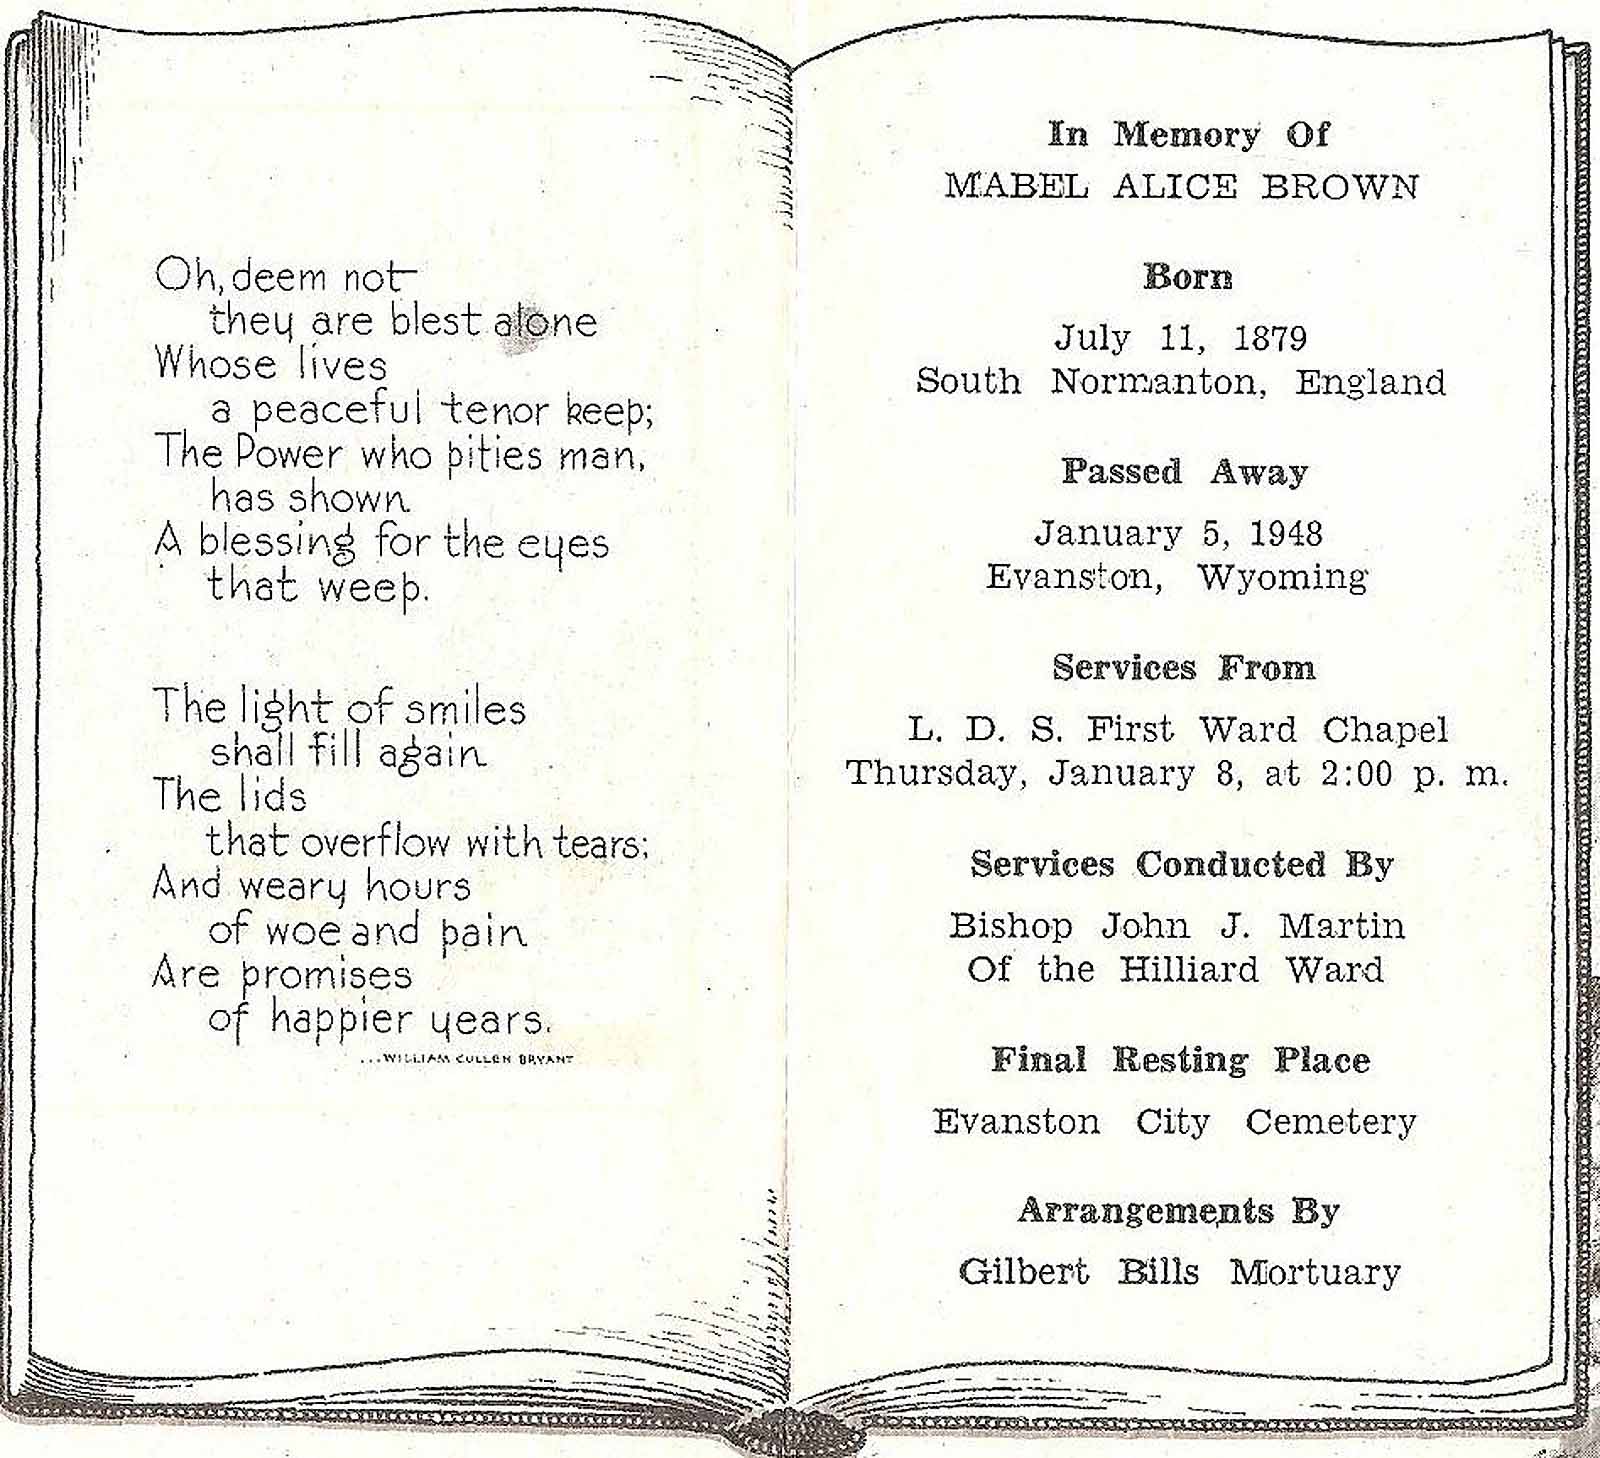 Oh, deem not
they are blest alone
Whose lives
a peaceful tenor keep;
The Power who pities man,
has shown
A blessing for the eyes
that weep.
The light of smiles
shall fill again
The lids
that overflow with tears;
And weary hours
of woe and pain
Are promises
of happier years.
...WILLIAM CULLEN BRYANT
In Memory Of
MABEL ALICE BROWN
Born
July 11, 1879
South Normanton, England
Passed Away
January 5, 1948
Evanston, Wyoming
Services From
L. D. S. First Ward Chapel
Thursday, January 8, at 2:00 p. m.
Services Conducted By
Bishop John J. Martin
Of the Hilliard Ward
Final Resting Place
Evanston City Cemetery
Arrangements By
Gilbert Bills Mortuary